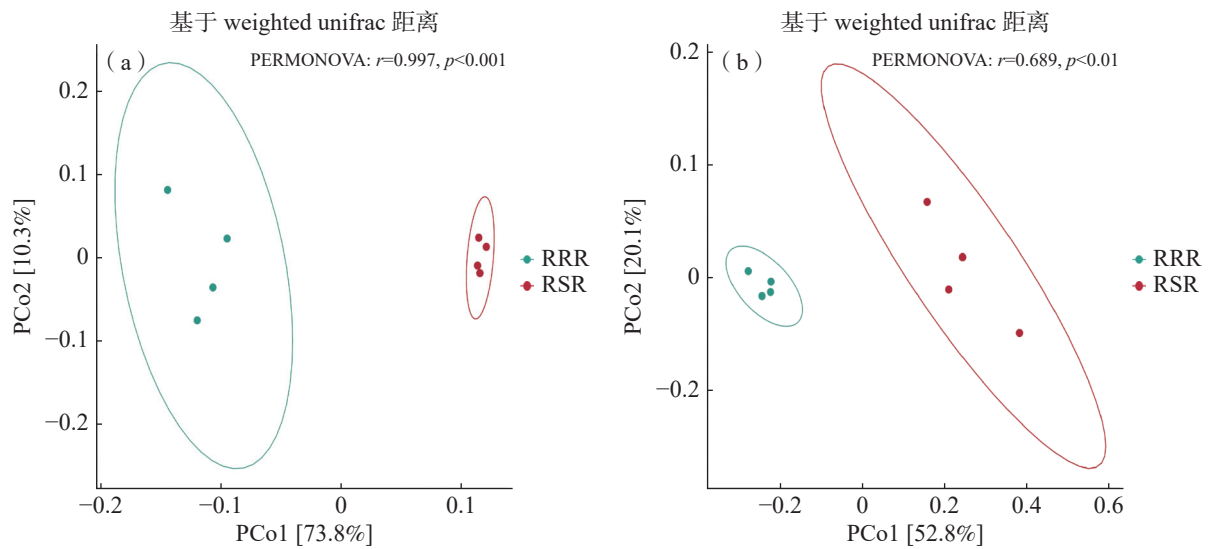 基于 weighted unifrac 距离
(a)
PERMONOVA: r=0.997, p<0.001
0.2
0.1
0
−0.1
−0.2
PCo2 [10.3%]
−0.2
−0.1
0
0.1
PCo1 [73.8%]
RRR
RSR
基于 weighted unifrac 距离
(b)
PERMONOVA: r=0.689, p<0.01
0.2
0.1
0
−0.2
PCo2 [20.1%]
−0.2
0
0.2
0.4
0.6
PCo1 [52.8%]
RRR
RSR